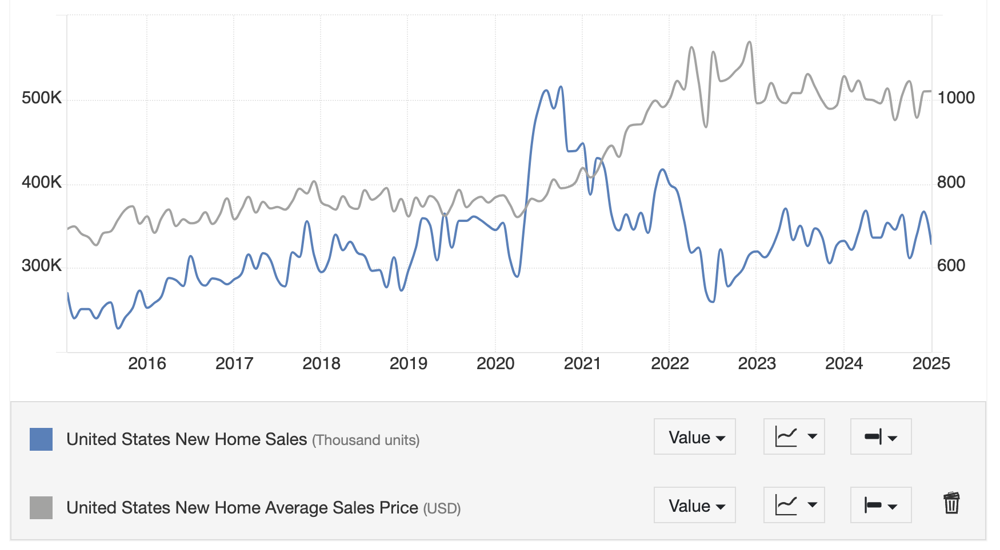 500K 1000
400K 800
300K 600
2016 2017 2018 2019 2020 2021 2022 2023 2024 2025
United States New Home Sales (Thousand units) Value
United States New Home Average Sales Price (USD) Value